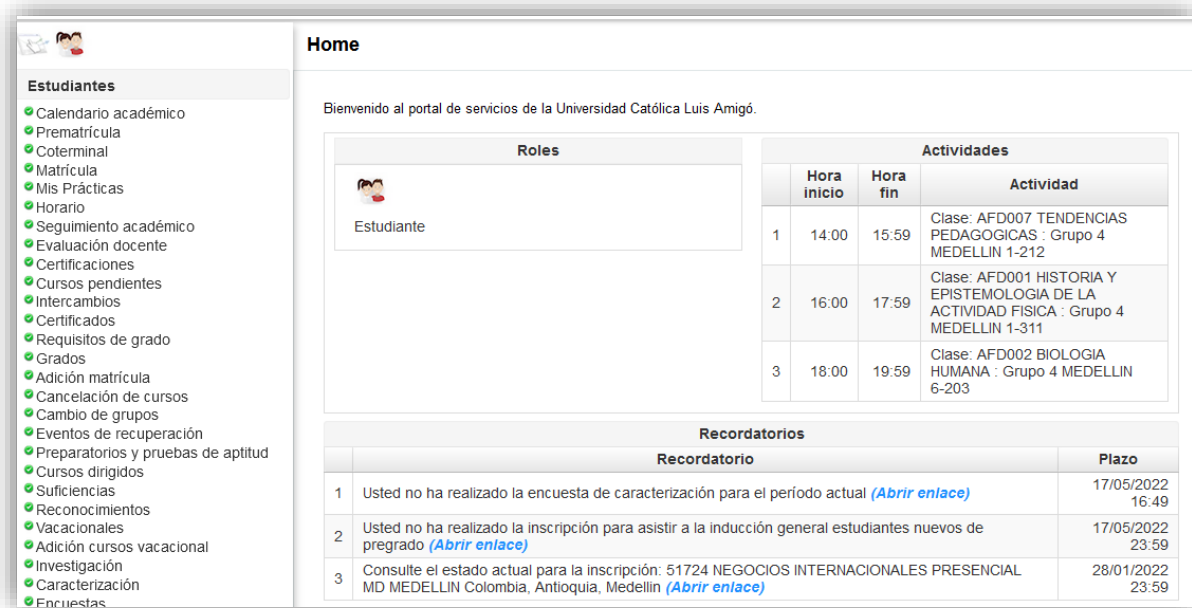 Home
Estudiantes
Calendario académico
Prematrícula
Coterminal
Matrícula
Mis Prácticas
Horario
Seguimiento académico
Evaluación docente
Certificaciones
Cursos pendientes
Intercambios
Certificados
Requisitos de grado
Grados
Adición matrícula
Cancelación de cursos
Cambio de grupos
Eventos de recuperación
Preparatorios y pruebas de aptitud
Cursos dirigidos
Suficiencias
Reconocimientos
Vacacionales
Adición cursos vacacional
Investigación
Caracterización
Encuestas
Bienvenido al portal de servicios de la Universidad Católica Luis Amigó.
Roles
Estudiante
Actividades
Hora inicio Hora fin Actividad
1 14:00 15:59 Clase: AFD007 TENDENCIAS
PEDAGOGICAS : Grupo 4
MEDELLIN 1-212
2 16:00 17:59 Clase: AFD001 HISTORIA Y
EPISTEMOLOGIA DE LA
ACTIVIDAD FISICA : Grupo 4
MEDELLIN 1-311
3 18:00 19:59 Clase: AFD002 BIOLOGIA
HUMANA : Grupo 4 MEDELLIN
6-203
Recordatorios
Recordatorio Plazo
1 Usted no ha realizado la encuesta de caracterización para el período actual (Abrir enlace) 17/05/2022
16:49
2 Usted no ha realizado la inscripción para asistir a la inducción general estudiantes nuevos de
pregrado (Abrir enlace) 17/05/2022
23:59
3 Consulte el estado actual para la inscripción: 51724 NEGOCIOS INTERNACIONALES PRESENCIAL
MD MEDELLIN Colombia, Antioquia, Medellin (Abrir enlace) 28/01/2022
23:59